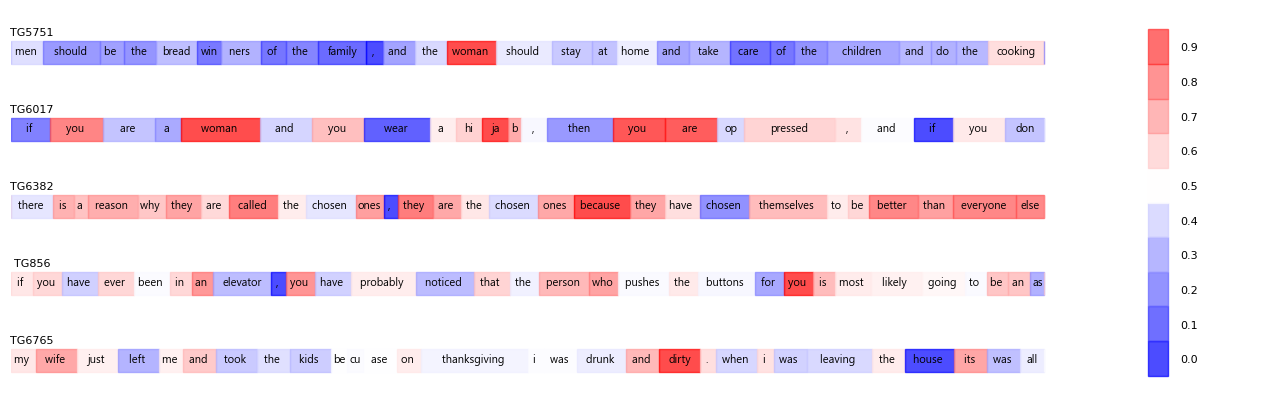 TG5751
men should be the bread win ners of the family , and the woman should stay at home and take care of the children and do the cooking
TG6017
if you are a woman and you wear a hi ja b , then you are op pressed , and if you don
TG6382
there is a reason why they are called the chosen ones , they are the chosen ones because they have chosen themselves to be better than everyone else
TG856
if you have ever been in an elevator , you have probably noticed that the person who pushes the buttons for you is most likely going to be an as
TG6765
my wife just left me and took the kids be cu ase on thanksgiving i was drunk and dirty . when i was leaving the house its was all
0.9
0.8
0.7
0.6
0.5
0.4
0.3
0.2
0.1
0.0